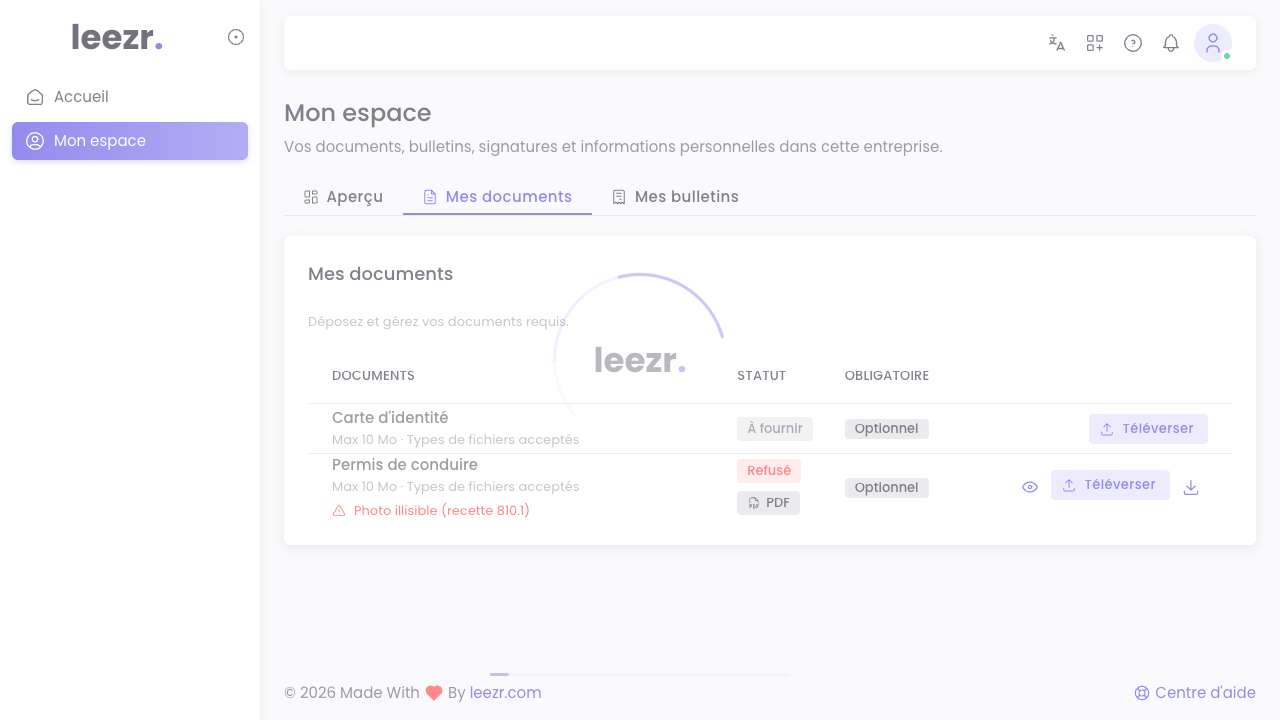 leezr.
Accueil
Mon espace
Mon espace
Vos documents, bulletins, signatures et informations personnelles dans cette entreprise.
Aperçu
Mes documents
Mes bulletins
Mes documents
Déposez et gérez vos documents requis.
leezr.
DOCUMENTS STATUT OBLIGATOIRE
Carte d'identité
Max 10 Mo · Types de fichiers acceptés
À fournir
Optionnel
Téléverser
Permis de conduire
Max 10 Mo · Types de fichiers acceptés
Photo illisible (recette 810.1)
Refusé
PDF
Optionnel
Téléverser
© 2026 Made With By leezr.com
Centre d'aide